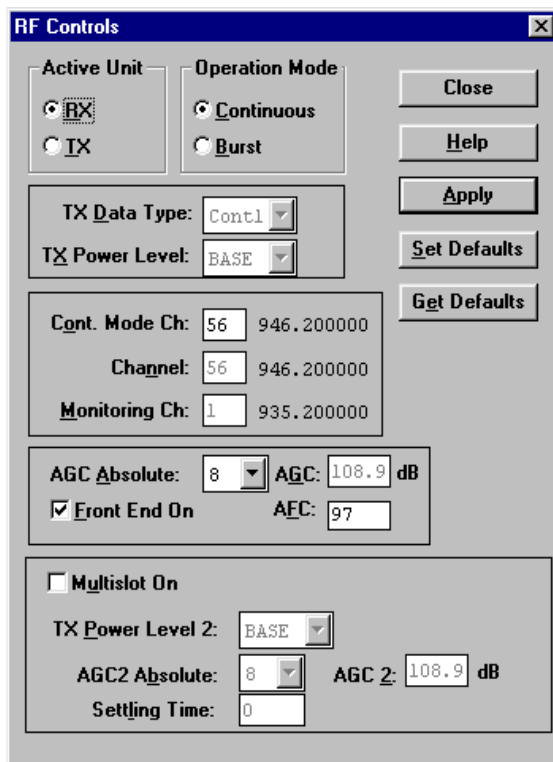 RF Controls
Active Unit
RX
TX
Operation Mode
Continuous
Burst
Close
Help
Apply
Set Defaults
Get Defaults
TX Data Type: Cont1
TX Power Level: BASE
Cont. Mode Ch: 56 946.200000
Channel: 56 946.200000
Monitoring Ch: 1 935.200000
AGC Absolute: 8 AGC: 108.9 dB
Front End On AFC: 97
Multislot On
TX Power Level 2: BASE
AGC2 Absolute: 8 AGC 2: 108.9 dB
Settling Time: 0